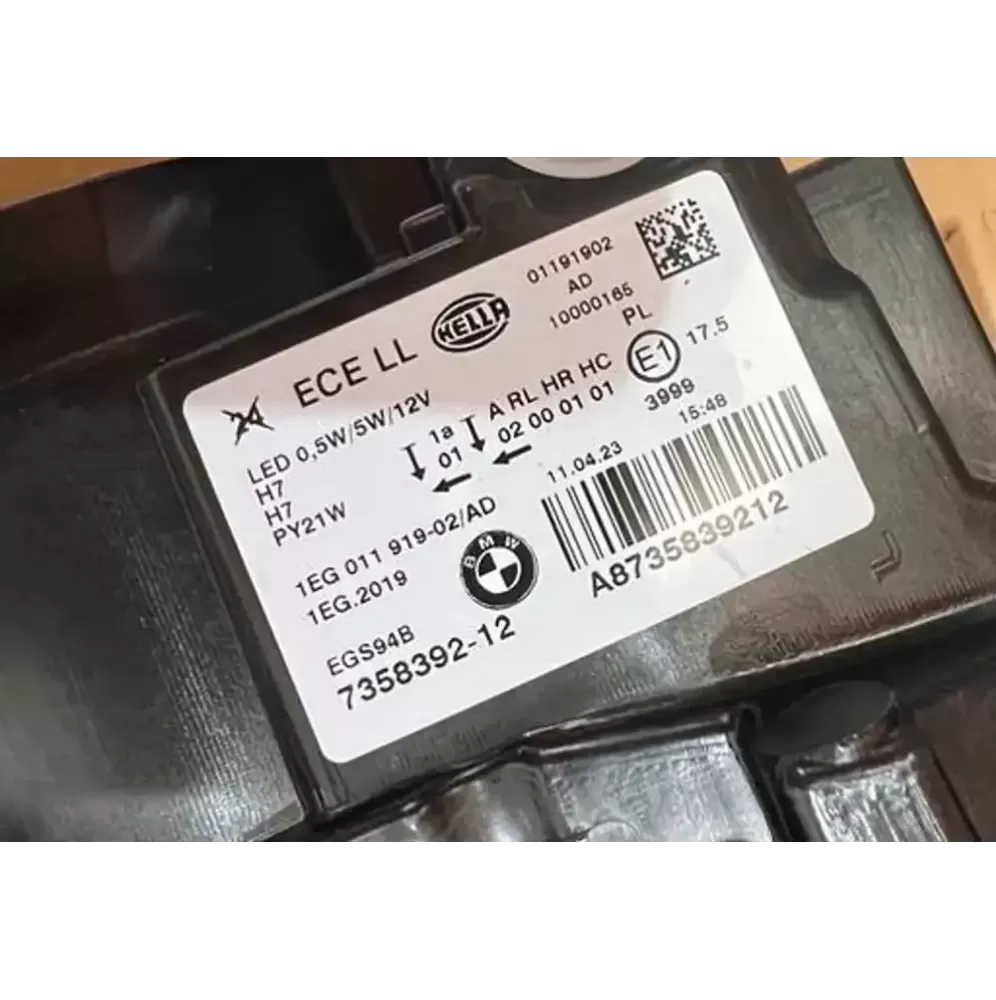 ECE LL
HELLA
01191902
AD
10000165
PL
LED 0,5W/5W/12V
H7
H7
PY21W
1a
01
A RL HR HC
02 00 01 01
E1
17.5
3999
11.04.23
15:48
1EG 011 919-02/AD
1EG.2019
BMW
A8735839212
EGS94B
7358392-12